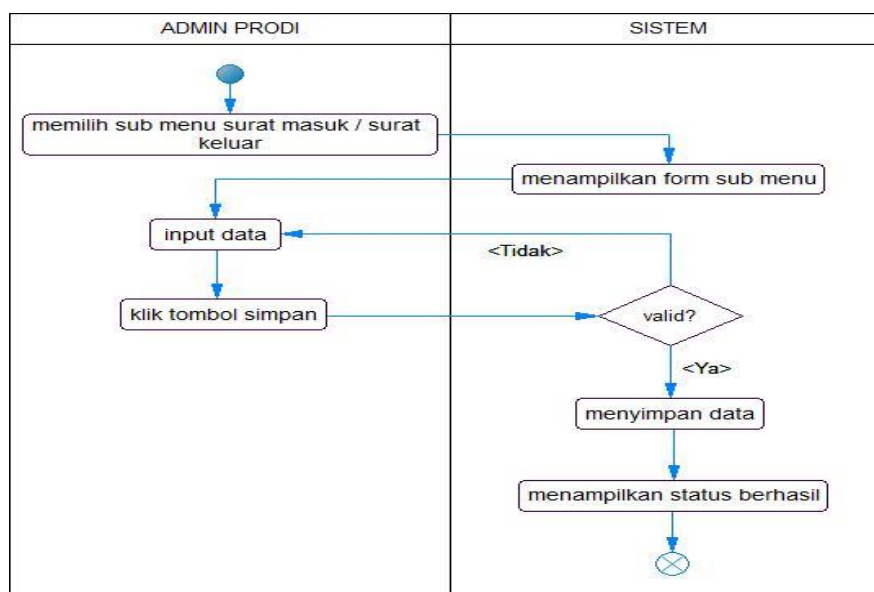 ADMIN PRODI
SISTEM
memilih sub menu surat masuk / surat
keluar
menampilkan form sub menu
input data
<Tidak>
klik tombol simpan
valid?
<Ya>
menyimpan data
menampilkan status berhasil